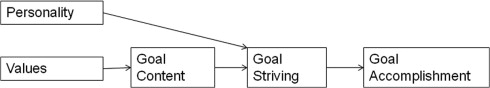 Personality
Values
Goal
Content
Goal
Striving
Goal
Accomplishment